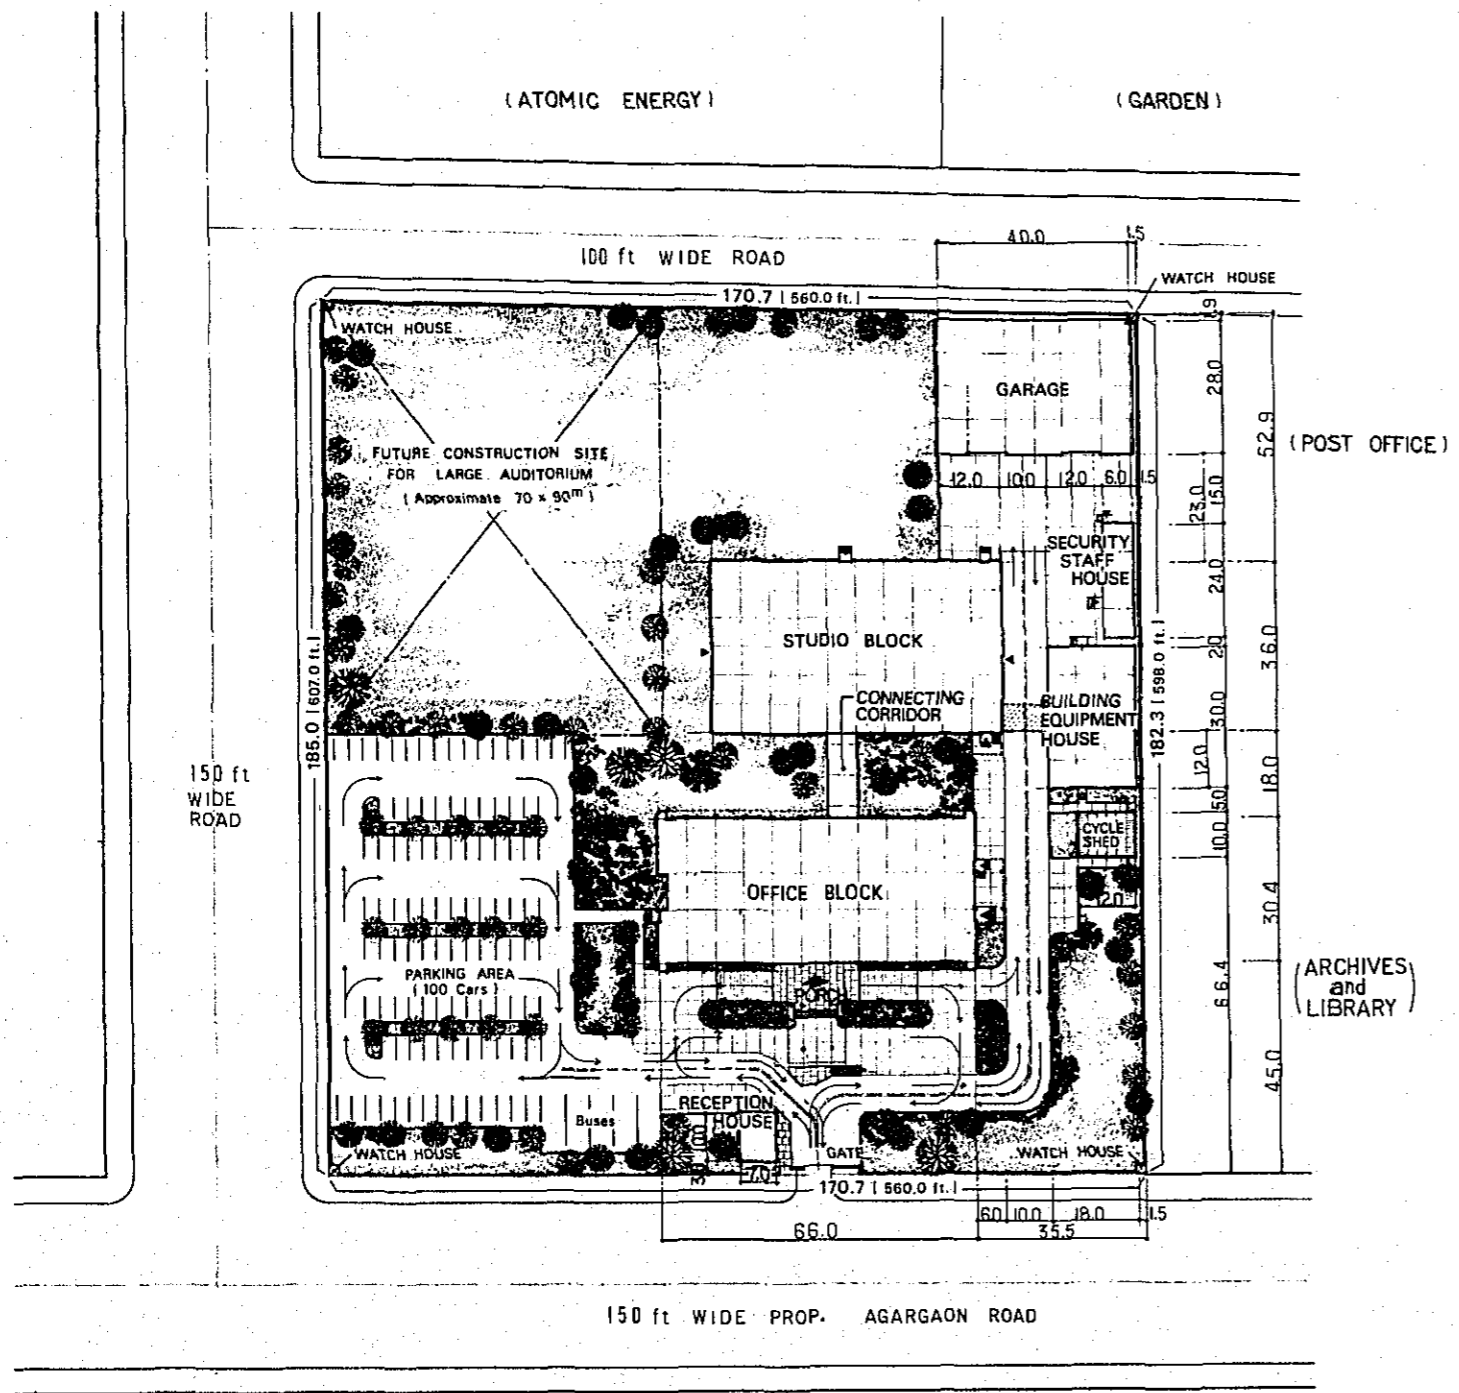 (ATOMIC ENERGY)
(GARDEN)
40.0
1.5
100 ft WIDE ROAD
WATCH HOUSE
170.7 (560.0 ft.)
1.9
WATCH HOUSE
28.0
GARAGE
52.9
(POST OFFICE)
FUTURE CONSTRUCTION SITE
FOR LARGE AUDITORIUM
(Approximate 70 x 90m)
12.0
10.0
12.0
6.0
1.5
23.0
15.0
SECURITY
STAFF
HOUSE
24.0
STUDIO BLOCK
2.0
36.0
185.0 (607.0 ft.)
182.3 (598.0 ft.)
CONNECTING
CORRIDOR
BUILDING
EQUIPMENT
HOUSE
30.0
12.0
18.0
150 ft
WIDE
ROAD
5.0
CYCLE
SHED
10.0
OFFICE BLOCK
30.4
PARKING AREA
(100 Cars)
PORCH
66.4
(ARCHIVES
and
LIBRARY)
45.0
RECEPTION
HOUSE
Buses
WATCH HOUSE
7.0
GATE
WATCH HOUSE
170.7 (560.0 ft.)
6.0
10.0
18.0
1.5
66.0
35.5
150 ft WIDE PROP. AGARGAON ROAD